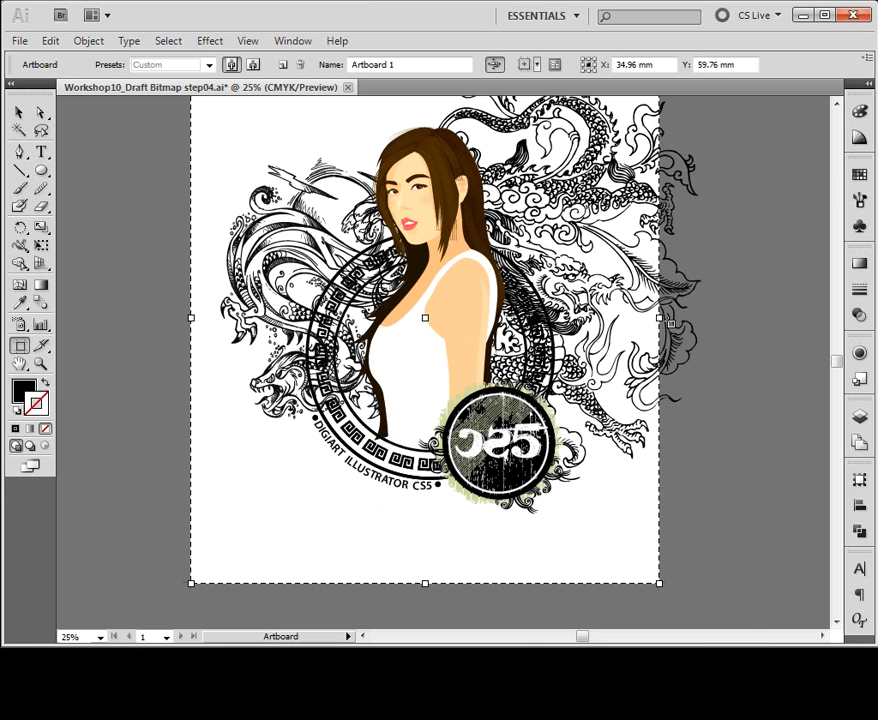 Ai Br ESSENTIALS CS Live
File Edit Object Type Select Effect View Window Help
Artboard Presets: Custom Name: Artboard 1 X: 34.96 mm Y: 59.76 mm
Workshop10_Draft Bitmap step04.ai* @ 25% (CMYK/Preview)
DIGIART ILLUSTRATOR CS5
25% 1 Artboard